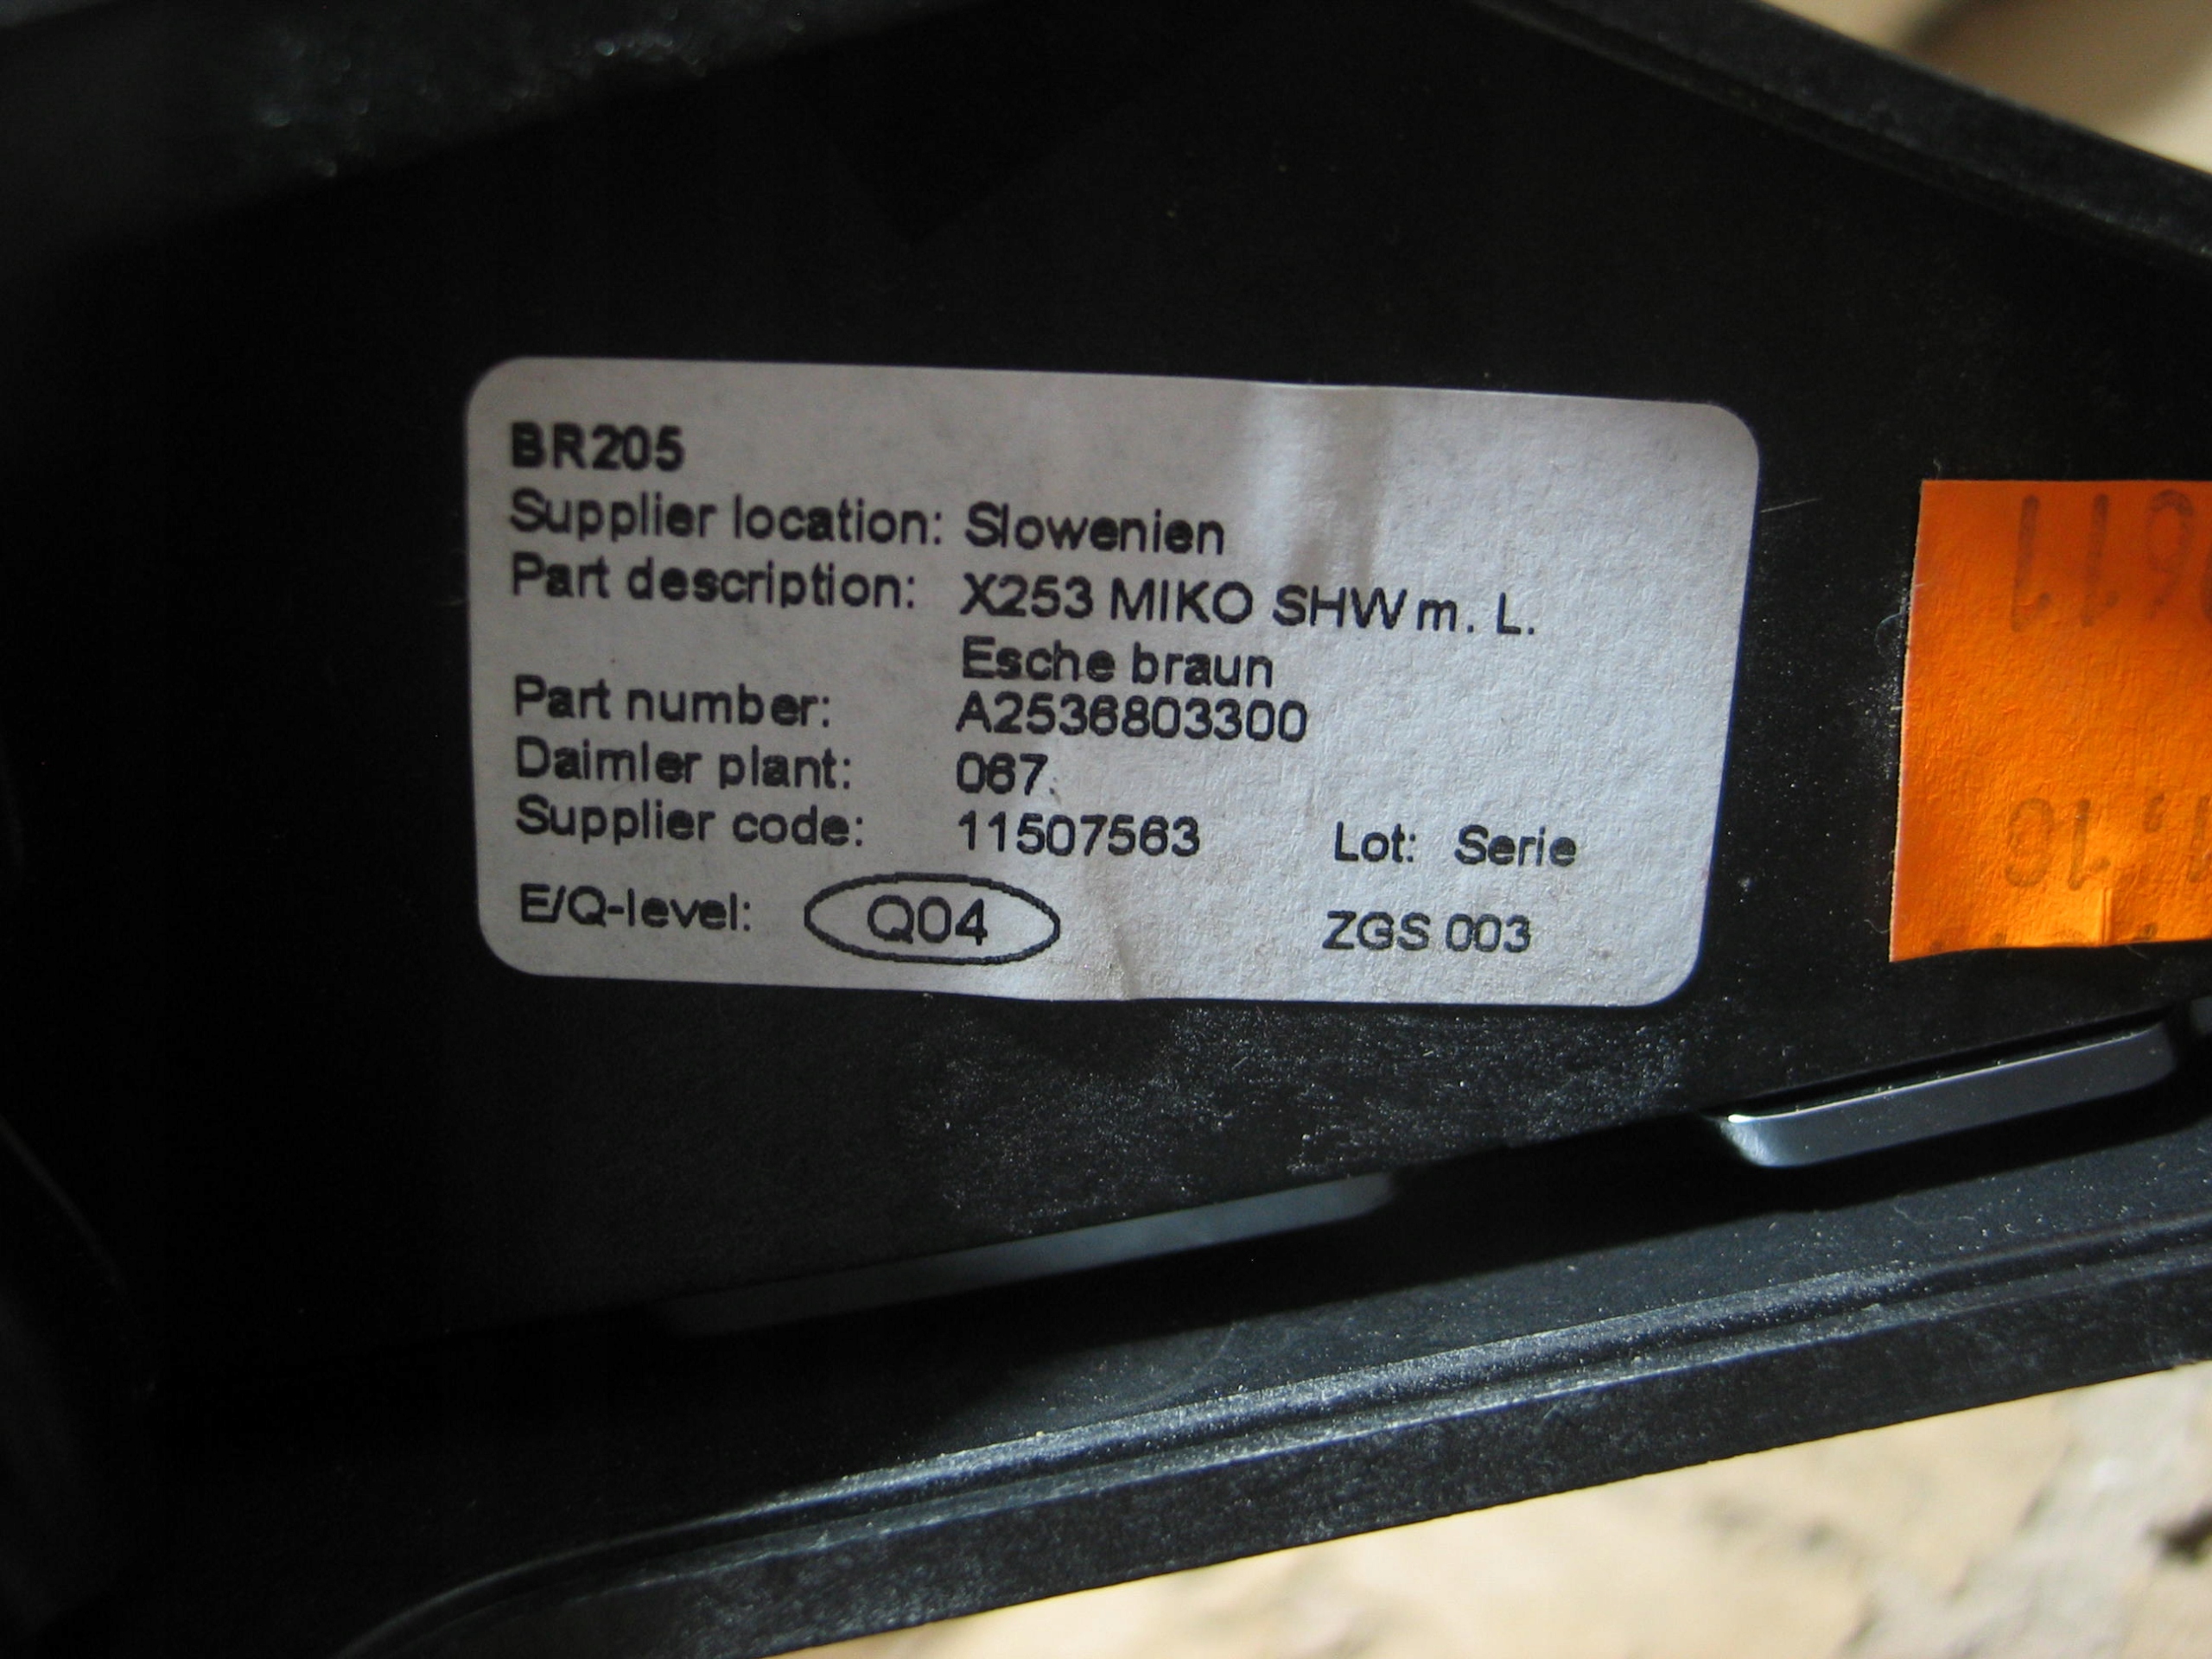 BR205
Supplier location: Slowenien
Part description: X253 MIKO SHW m. L.
Esche braun
Part number: A2536803300
Daimler plant: 067
Supplier code: 11507563 Lot: Serie
E/Q-level: Q04 ZGS 003